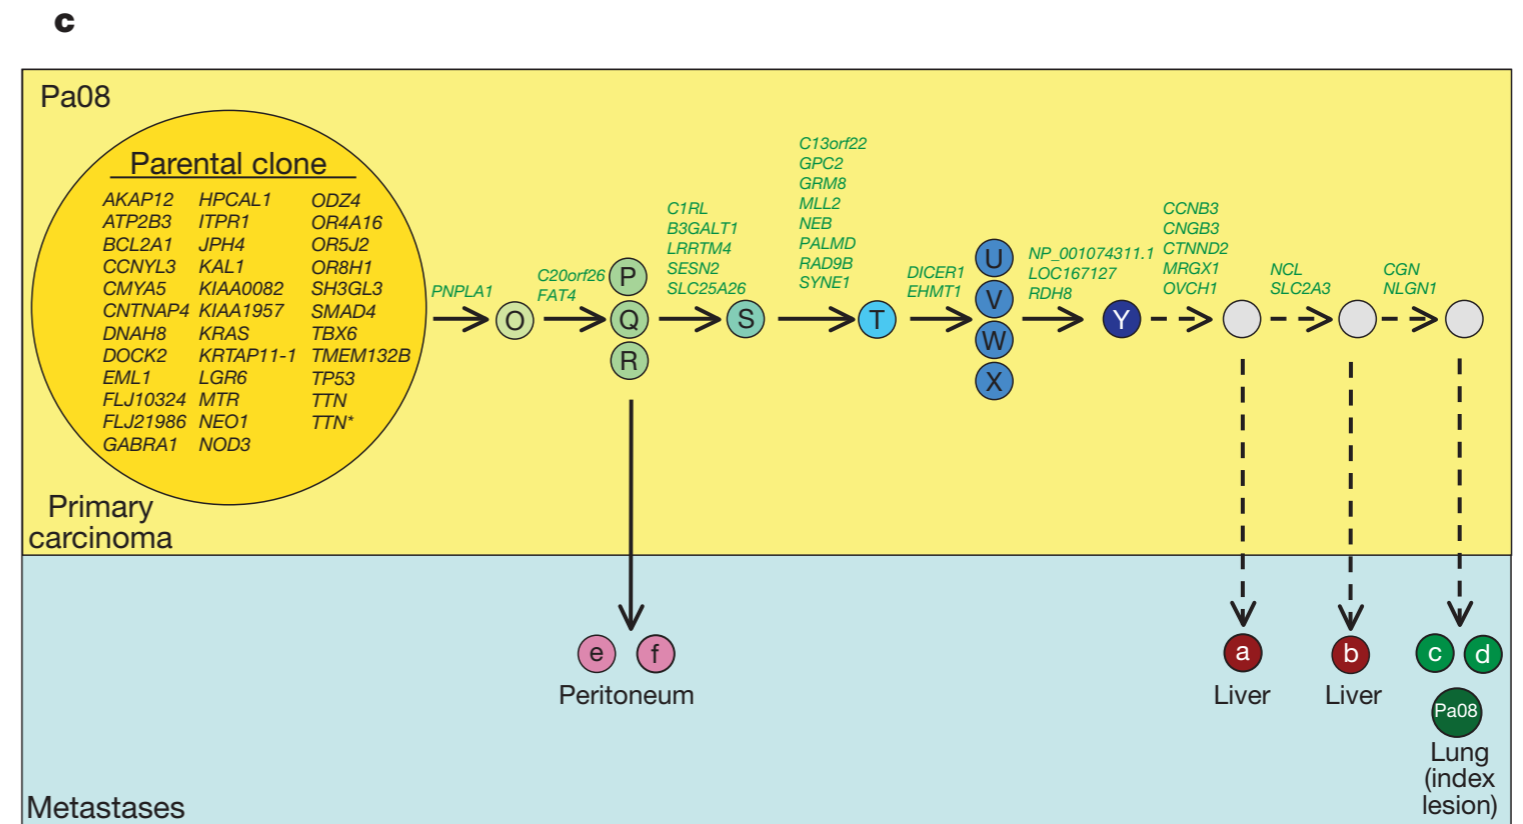 c
Pa08
Parental clone
AKAP12 HPCAL1 ODZ4
ATP2B3 ITPR1 OR4A16
BCL2A1 JPH4 OR5J2
CCNYL3 KAL1 OR8H1
CMYA5 KIAA0082 SH3GL3
CNTNAP4 KIAA1957 SMAD4
DNAH8 KRAS TBX6
DOCK2 KRTAP11-1 TMEM132B
EML1 LGR6 TP53
FLJ10324 MTR TTN
FLJ21986 NEO1 TTN*
GABRA1 NOD3
PNPLA1
O
C20orf26
FAT4
P
Q
R
C1RL
B3GALT1
LRRTM4
SESN2
SLC25A26
S
C13orf22
GPC2
GRM8
MLL2
NEB
PALMD
RAD9B
SYNE1
T
DICER1
EHMT1
U
V
W
X
NP_001074311.1
LOC167127
RDH8
Y
CCNB3
CNGB3
CTNND2
MRGX1
OVCH1
NCL
SLC2A3
CGN
NLGN1
Primary
carcinoma
e f
Peritoneum
a
Liver
b
Liver
c d
Pa08
Lung
(index
lesion)
Metastases